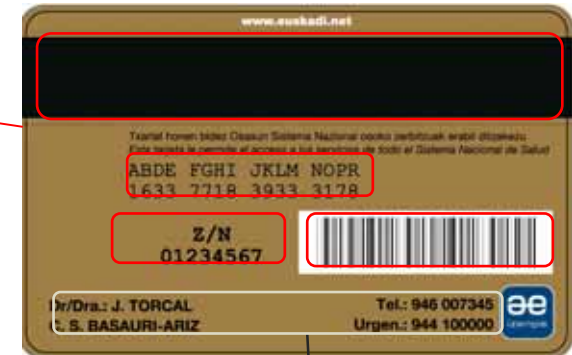 www.euskadi.net
Txartel honen bidez Osasun Sistema Nazional osoko zerbitzuak erabil ditzakezu
Esta tarjeta le permite el acceso a los servicios de todo el Sistema Nacional de Salud
ABDE FGHI JKLM NOPR
1633 7718 3933 3178
Z/N
01234567
Dr/Dra.: J. TORCAL
C. S. BASAURI-ARIZ
Tel.: 946 007345
Urgen.: 944 100000